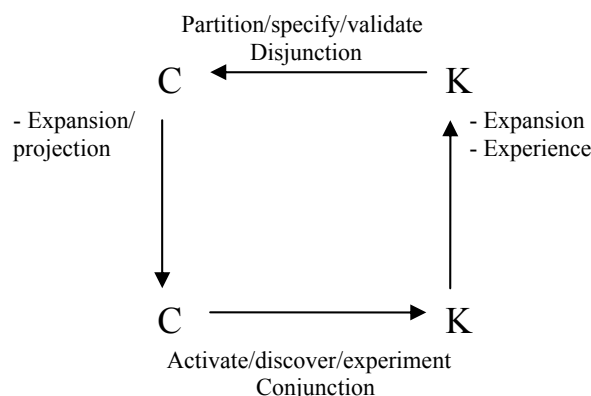 Partition/specify/validate
Disjunction
C
K
- Expansion/
projection
- Expansion
- Experience
C
K
Activate/discover/experiment
Conjunction